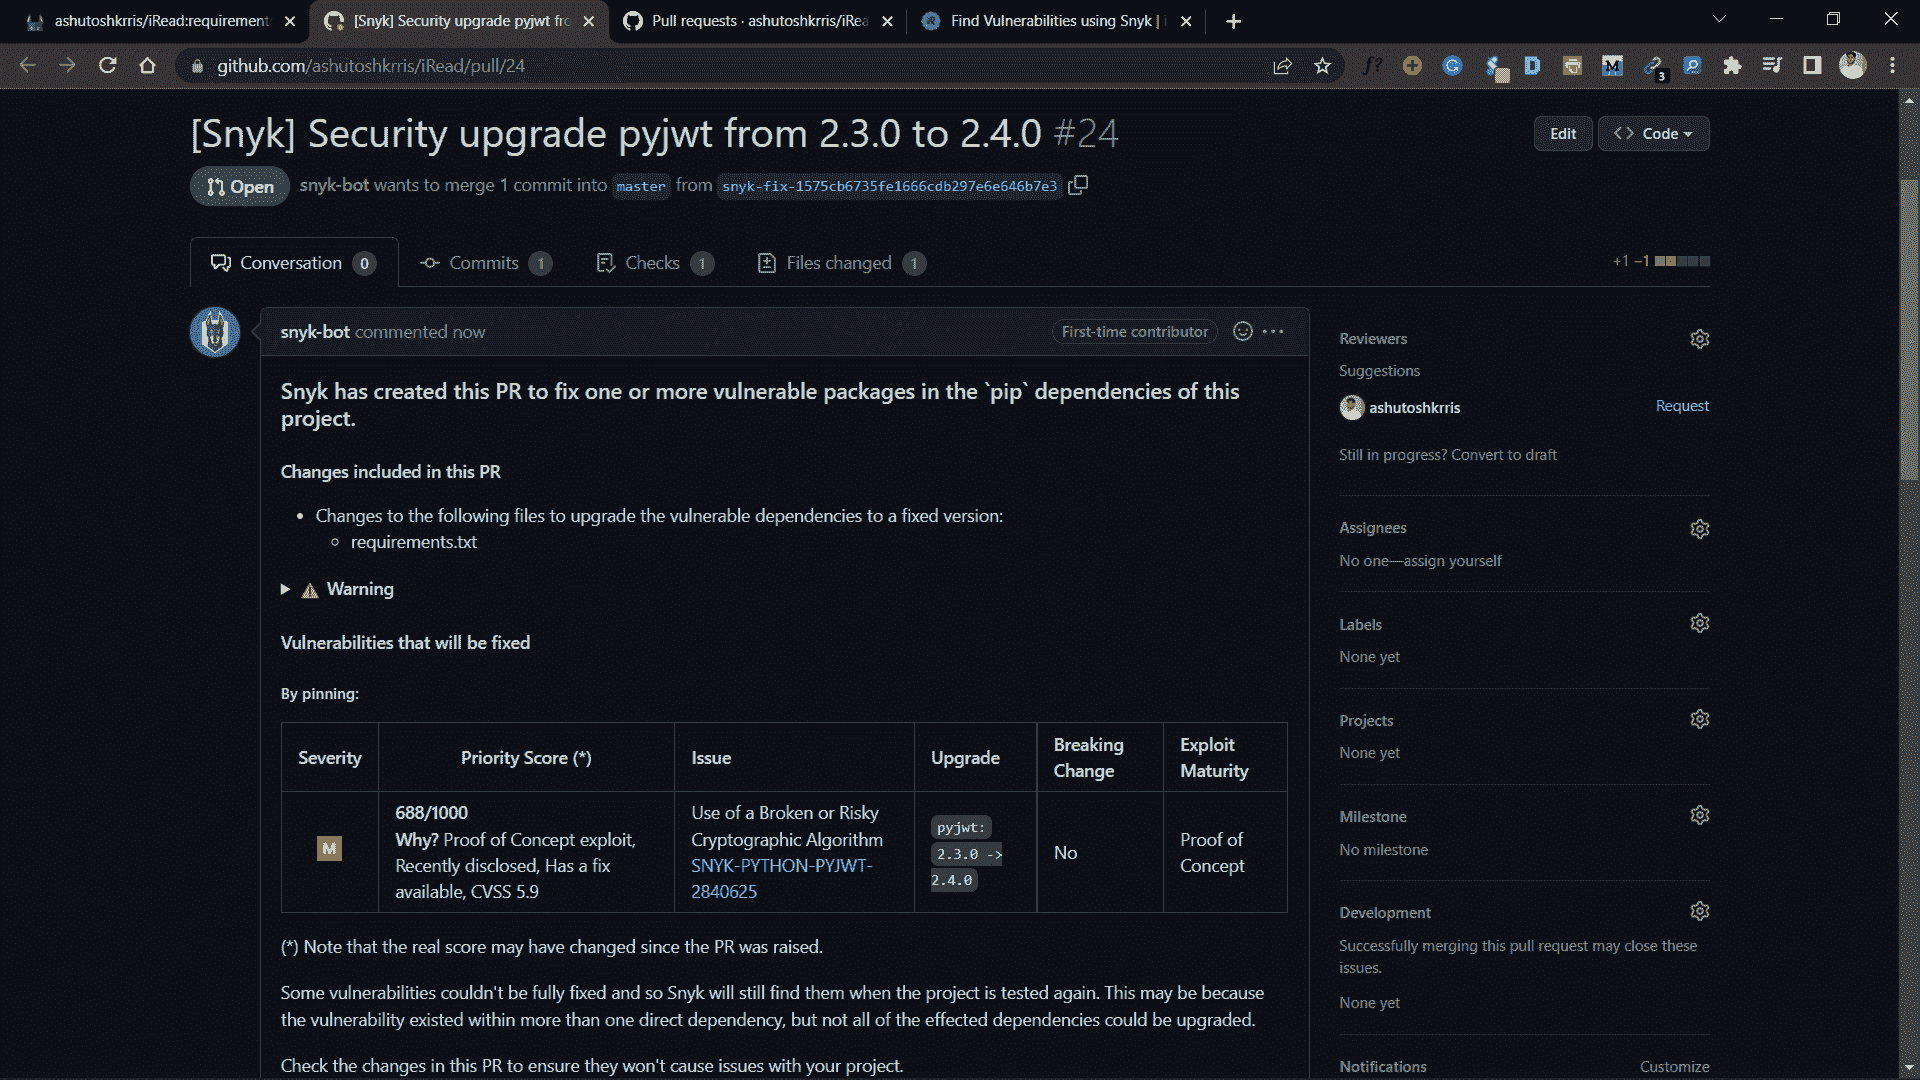 ashutoshkrris/iRead:requirement
[Snyk] Security upgrade pyjwt fro
Pull requests · ashutoshkrris/iRea
Find Vulnerabilities using Snyk | i
github.com/ashutoshkrris/iRead/pull/24
f?
D
M
3
[Snyk] Security upgrade pyjwt from 2.3.0 to 2.4.0 #24
Edit
<> Code
Open
snyk-bot wants to merge 1 commit into master from snyk-fix-1575cb6735fe1666cdb297e6e646b7e3
Conversation 0
Commits 1
Checks 1
Files changed 1
+1 −1
snyk-bot commented now
First-time contributor
Snyk has created this PR to fix one or more vulnerable packages in the `pip` dependencies of this
project.
Changes included in this PR
• Changes to the following files to upgrade the vulnerable dependencies to a fixed version:
◦ requirements.txt
Warning
Vulnerabilities that will be fixed
By pinning:
Severity
Priority Score (*)
Issue
Upgrade
Breaking
Change
Exploit
Maturity
M
688/1000
Why? Proof of Concept exploit,
Recently disclosed, Has a fix
available, CVSS 5.9
Use of a Broken or Risky
Cryptographic Algorithm
SNYK-PYTHON-PYJWT-
2840625
pyjwt:
2.3.0 ->
2.4.0
No
Proof of
Concept
(*) Note that the real score may have changed since the PR was raised.
Some vulnerabilities couldn't be fully fixed and so Snyk will still find them when the project is tested again. This may be because
the vulnerability existed within more than one direct dependency, but not all of the effected dependencies could be upgraded.
Check the changes in this PR to ensure they won't cause issues with your project.
Reviewers
Suggestions
ashutoshkrris
Request
Still in progress? Convert to draft
Assignees
No one—assign yourself
Labels
None yet
Projects
None yet
Milestone
No milestone
Development
Successfully merging this pull request may close these
issues.
None yet
Notifications
Customize